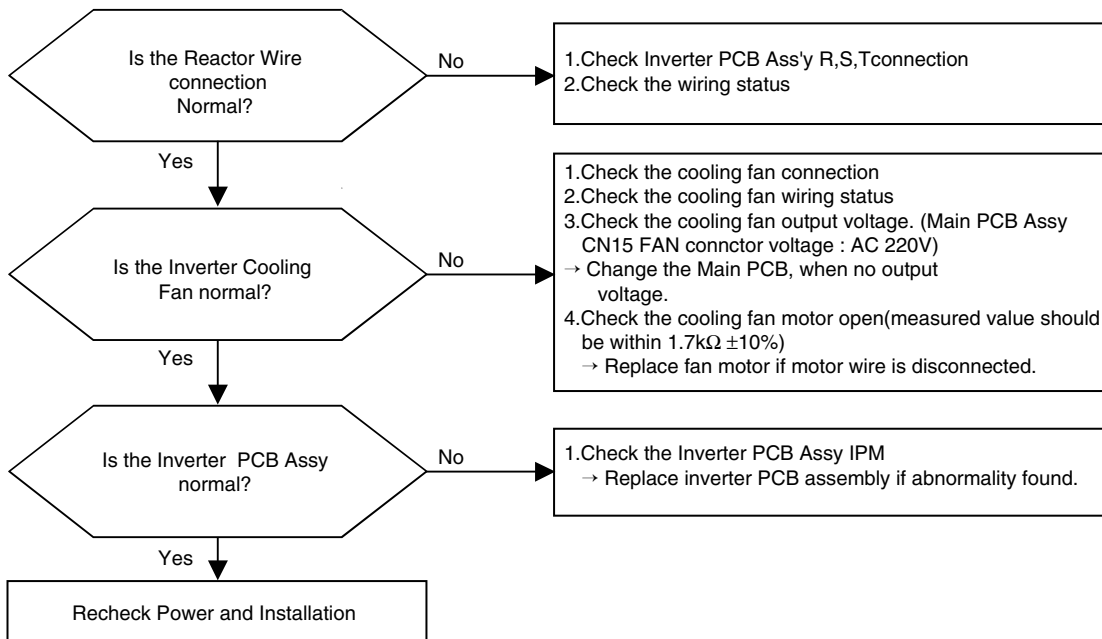 Is the Reactor Wire
connection
Normal?
No
1.Check Inverter PCB Ass'y R,S,Tconnection
2.Check the wiring status
Yes
Is the Inverter Cooling
Fan normal?
No
1.Check the cooling fan connection
2.Check the cooling fan wiring status
3.Check the cooling fan output voltage. (Main PCB Assy
CN15 FAN connctor voltage : AC 220V)
→ Change the Main PCB, when no output
voltage.
4.Check the cooling fan motor open(measured value should
be within 1.7kΩ ±10%)
→ Replace fan motor if motor wire is disconnected.
Yes
Is the Inverter PCB Assy
normal?
No
1.Check the Inverter PCB Assy IPM
→ Replace inverter PCB assembly if abnormality found.
Yes
Recheck Power and Installation